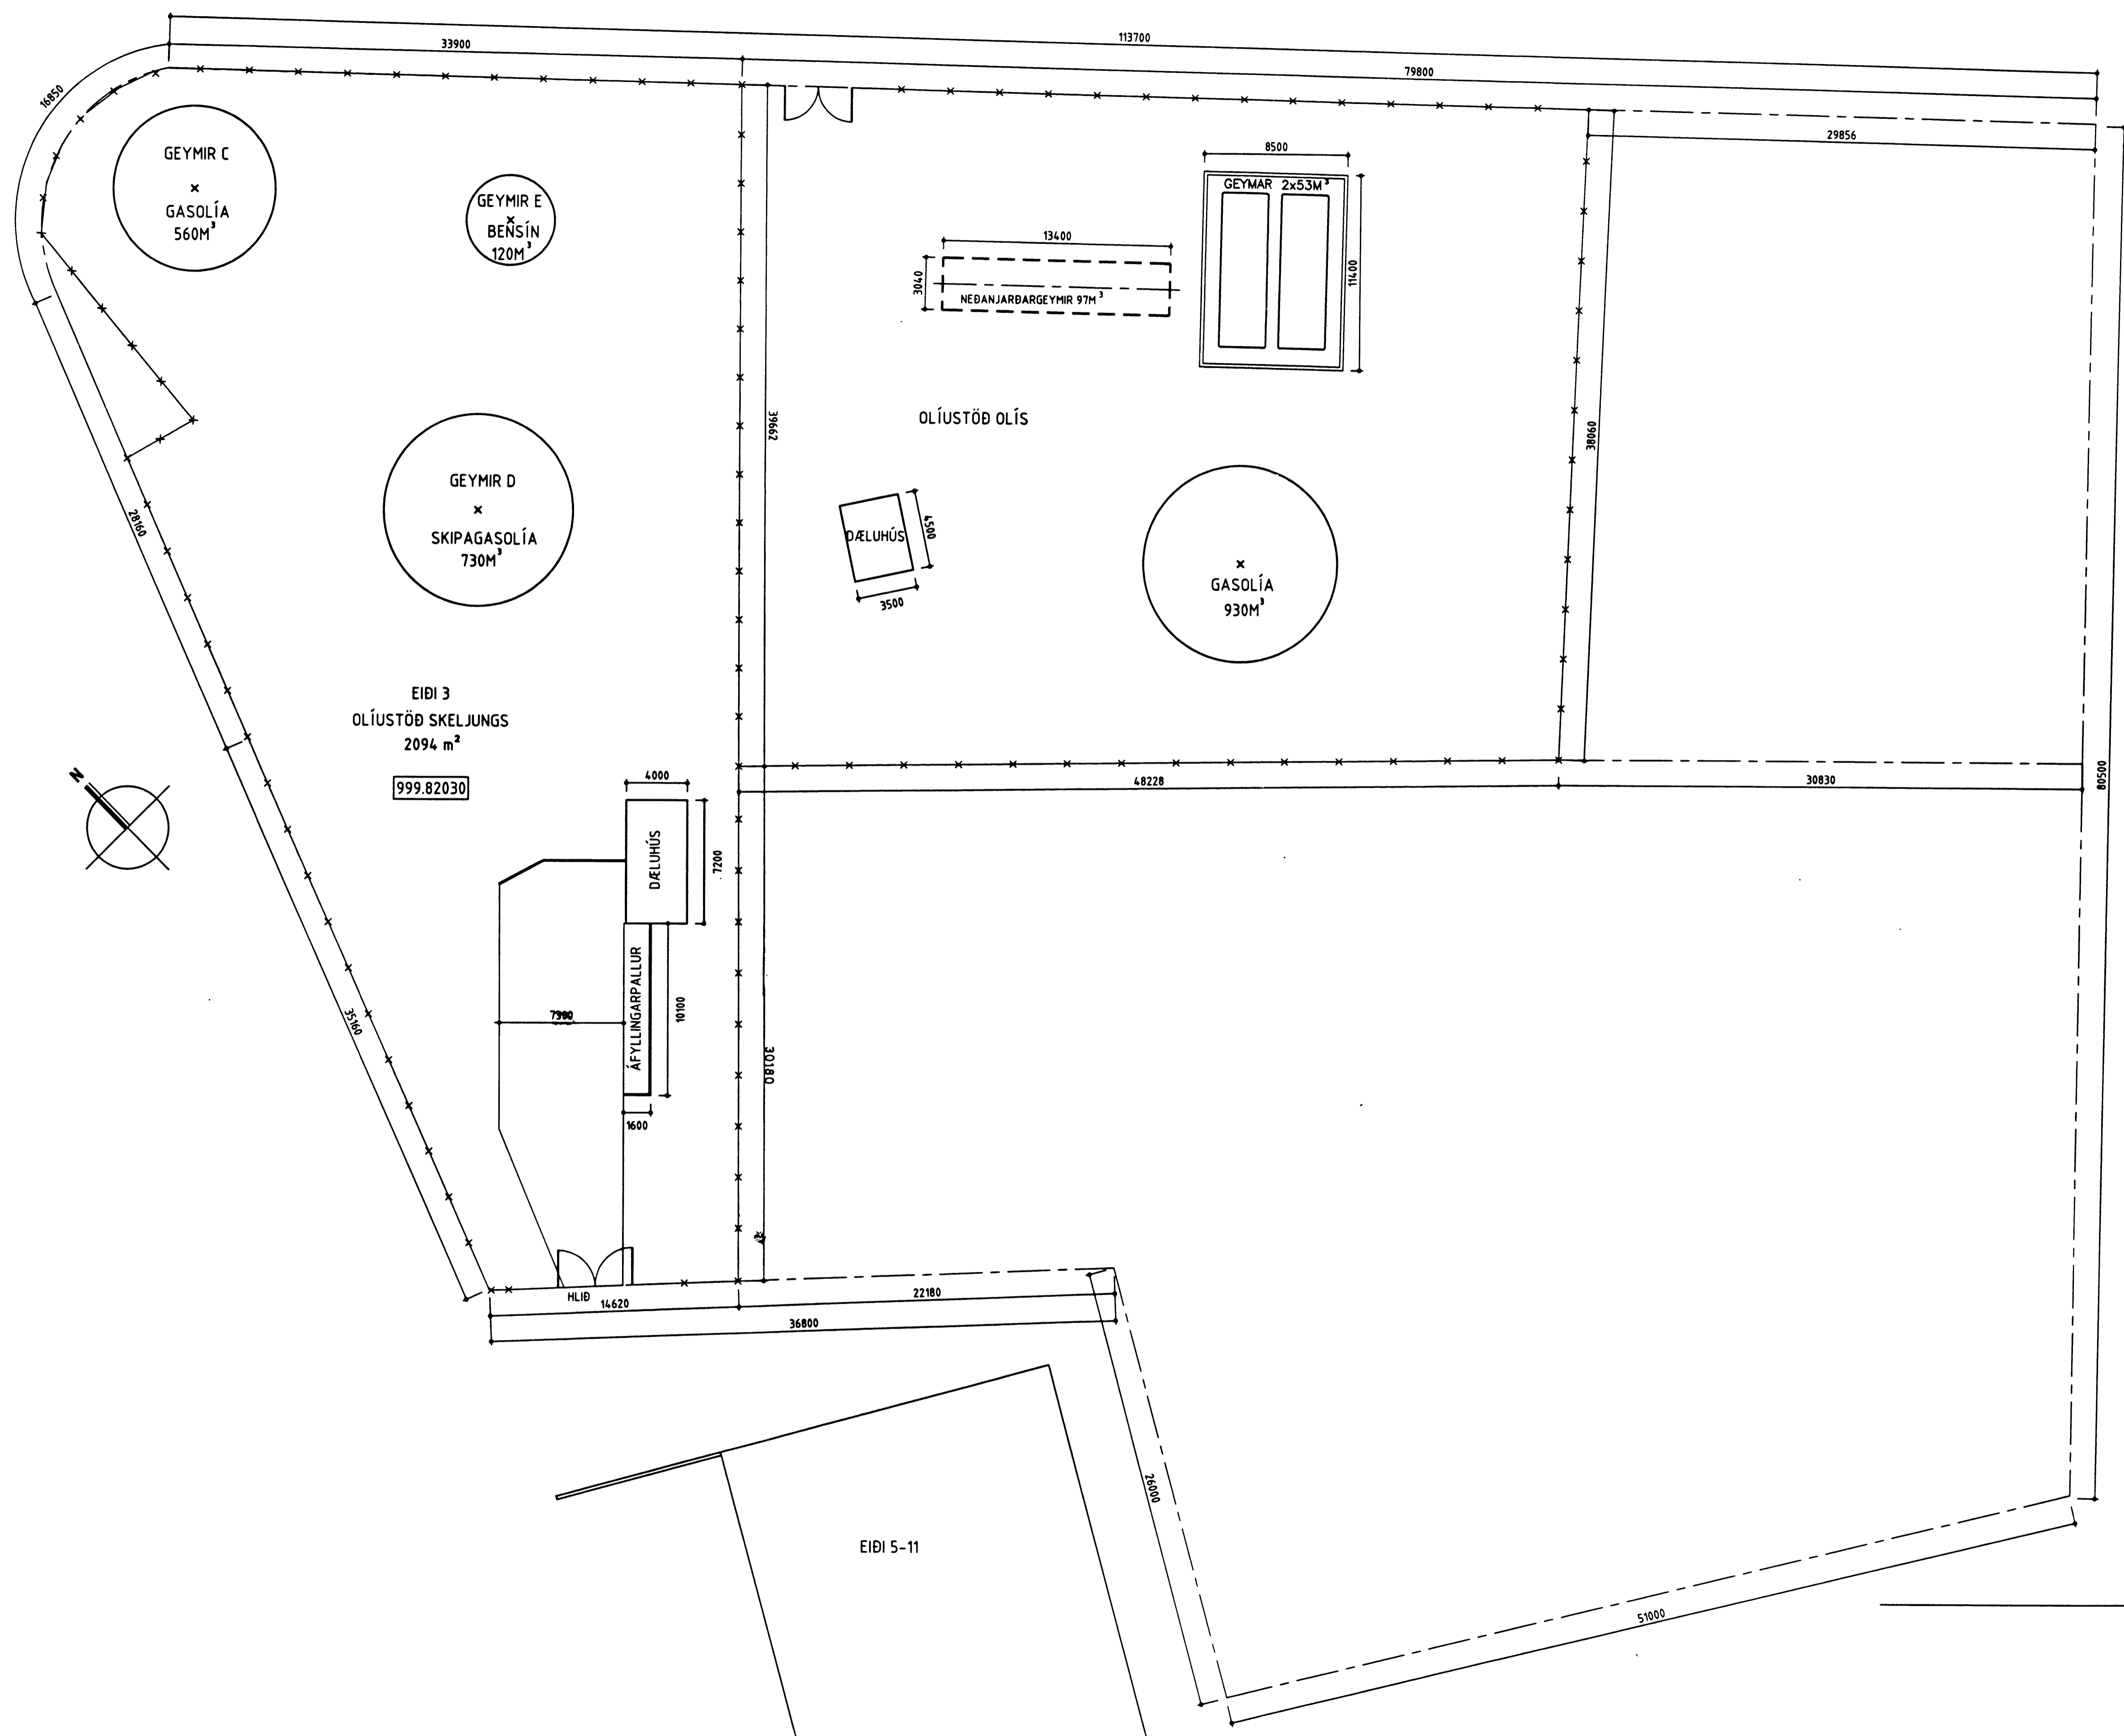 113700
33900
79800
16850
29856
8500
GEYMIR C
GASOLÍA
560M³
GEYMIR E
BENSÍN
120M³
GEYMAR 2x53M³
13400
11400
3040
NEÐANJARÐARGEYMIR 97M³
39662
OLÍUSTÖÐ OLÍS
38060
GEYMIR D
SKIPAGASOLÍA
730M³
28160
DÆLUHÚS
4500
3500
GASOLÍA
930M³
EIÐI 3
OLÍUSTÖÐ SKELJUNGS
2094 m²
999.82030
N
4000
48228
30830
80500
DÆLUHÚS
7200
ÁFYLLINGARPALLUR
10100
35160
30180
1600
HLIÐ
14620
22180
36800
26000
EIÐI 5-11
51000